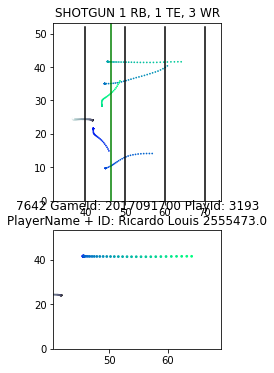 SHOTGUN 1 RB, 1 TE, 3 WR
50
40
30
20
10
0
40 50 60 70
7642 GameId: 2017091700 PlayId: 3193
PlayerName + ID: Ricardo Louis 2555473.0
40
20
0
50 60